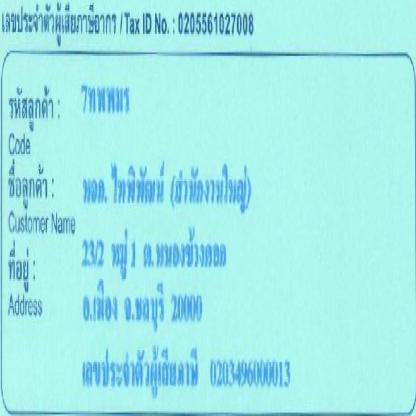 เลขประจำตัวผู้เสียภาษีอากร / Tax ID No. : 0205561027008
รหัสลูกค้า : 7ทพพมร
Code
ชื่อลูกค้า : หจก. ไทพิพัฒน์ (สำนักงานใหญ่)
Customer Name
ที่อยู่ : 23/2 หมู่ 1 ต.หนองข้างคอก
Address อ.เมือง จ.ชลบุรี 20000
เลขประจำตัวผู้เสียภาษี 0203496000013